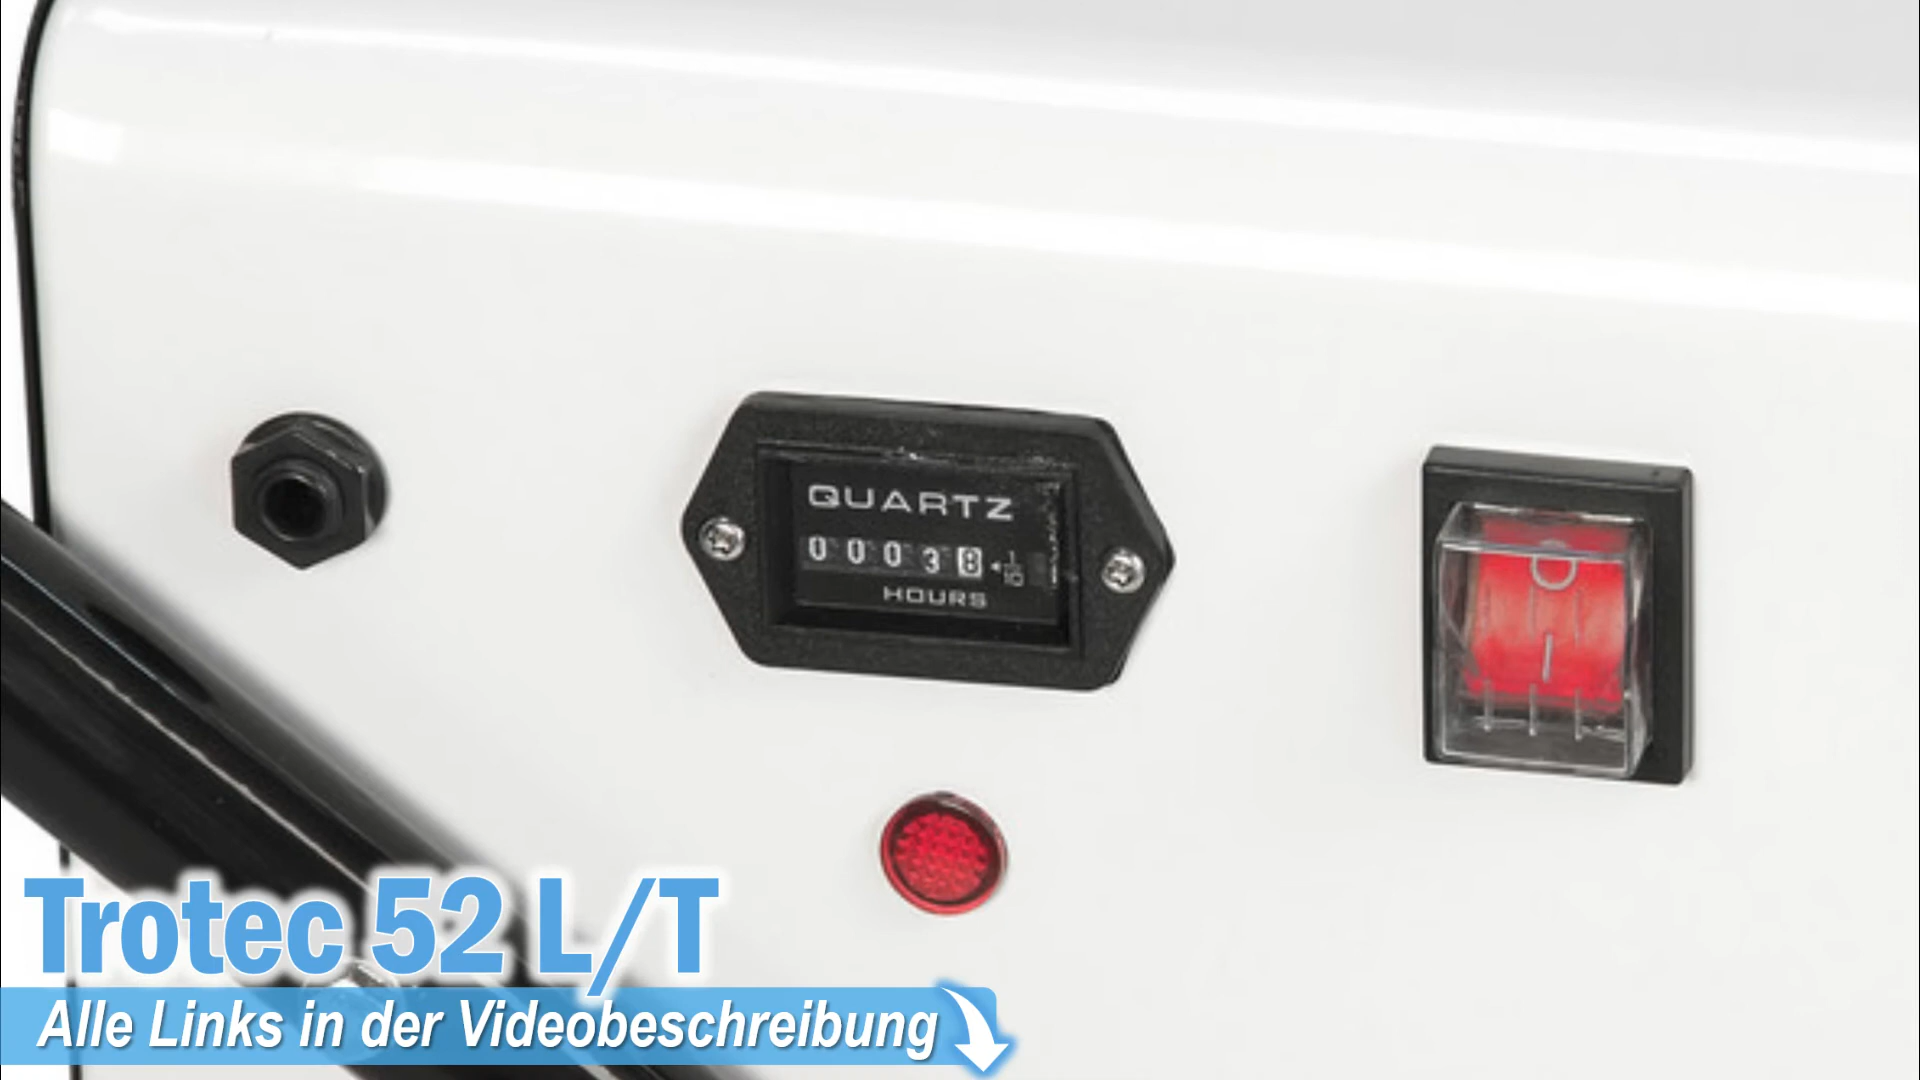 QUARTZ
0 0 0 3 8 1/10
HOURS
Trotec 52 L/T
Alle Links in der Videobeschreibung